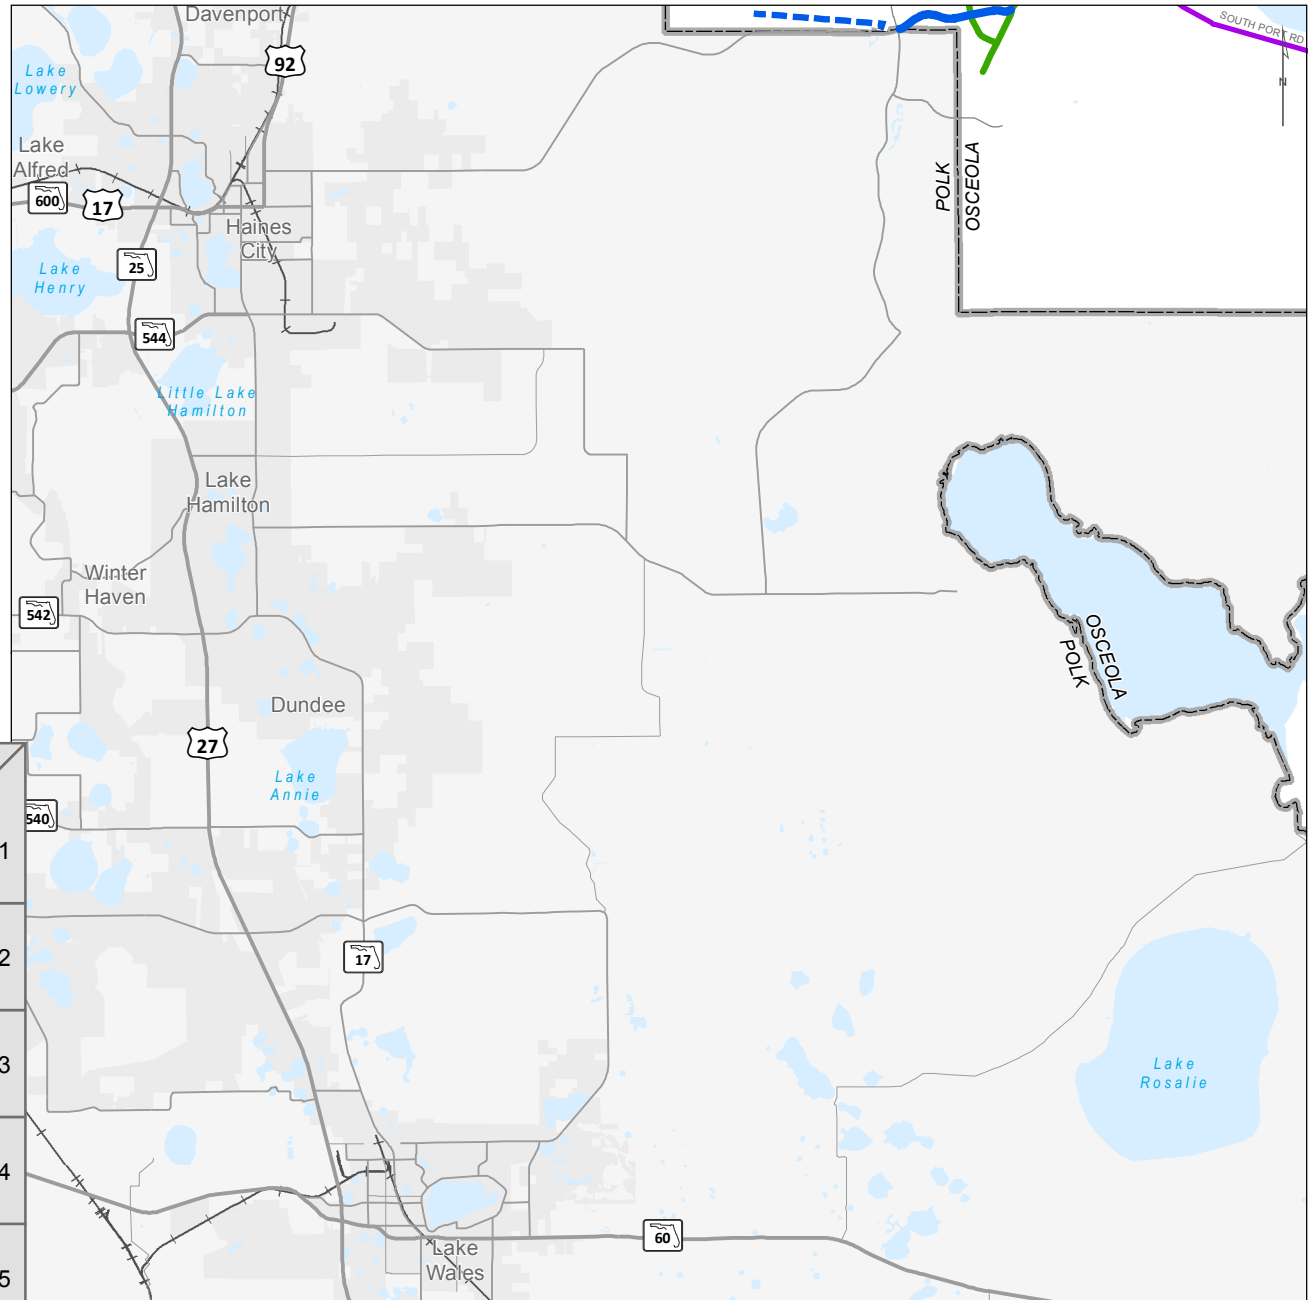 Davenport
SOUTH PORT RD
92
Lake
Lowery
N
Lake
Alfred
600
17
POLK
OSCEOLA
Haines
City
25
Lake
Henry
544
Little Lake
Hamilton
Lake
Hamilton
Winter
Haven
542
OSCEOLA
POLK
Dundee
27
Lake
Annie
540
1
2
17
3
Lake
Rosalie
4
60
Lake
Wales
5